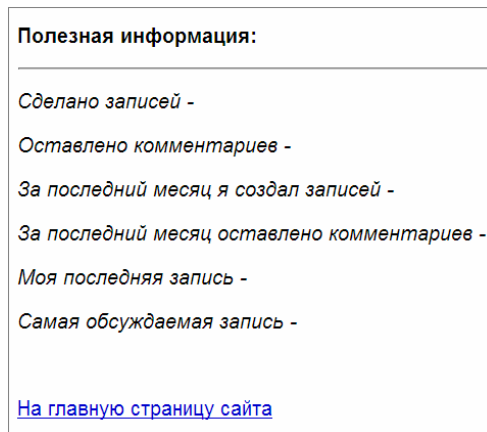 Полезная информация:
Сделано записей -
Оставлено комментариев -
За последний месяц я создал записей -
За последний месяц оставлено комментариев -
Моя последняя запись -
Самая обсуждаемая запись -
На главную страницу сайта